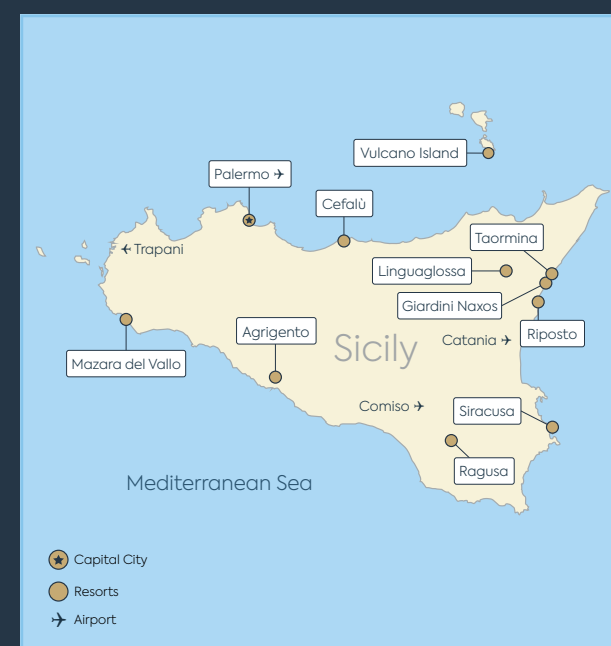 Vulcano Island
Palermo
Cefalù
Taormina
Trapani
Linguaglossa
Giardini Naxos
Agrigento
Riposto
Sicily
Catania
Mazara del Vallo
Comiso
Siracusa
Ragusa
Mediterranean Sea
Capital City
Resorts
Airport